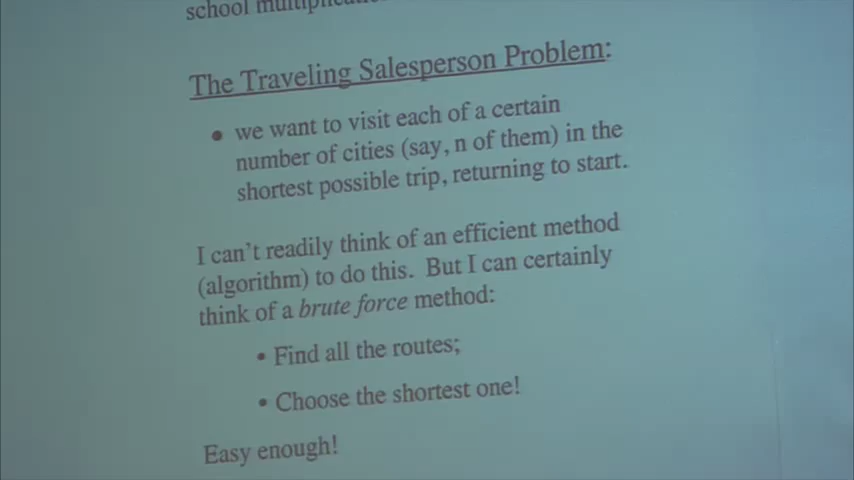 school multiplication
The Traveling Salesperson Problem:
• we want to visit each of a certain
number of cities (say, n of them) in the
shortest possible trip, returning to start.
I can't readily think of an efficient method
(algorithm) to do this. But I can certainly
think of a brute force method:
• Find all the routes;
• Choose the shortest one!
Easy enough!